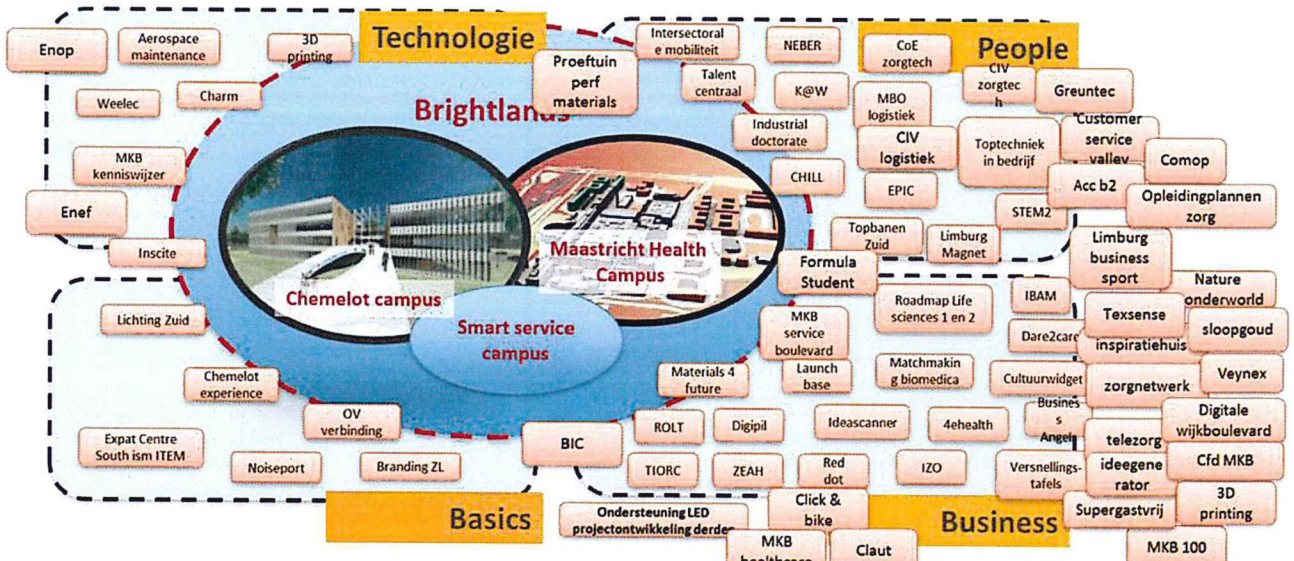 Technologie
People
Enop
Aerospace
maintenance
3D
printing
Weelec
Charm
MKB
kenniswijzer
Enef
Inscite
Proeftuin
perf
materials
Brightlands
Chemelot campus
Maastricht Health
Campus
Smart service
campus
Intersectoral
e mobiliteit
NEBER
CoE
zorgtech
Talent
centraal
K@W
MBO
logistiek
CIV
zorgtec
h
Greuntec
Industrial
doctorate
CIV
logistiek
Toptechniek
in bedrijf
Customer
service
valley
Comop
CHILL
EPIC
Acc b2
Opleidingplannen
zorg
STEM2
Topbanen
Zuid
Limburg
Magnet
Limburg
business
sport
Formula
Student
Roadmap Life
sciences 1 en 2
IBAM
Nature
onderworld
Texsense
sloopgoud
Dare2care
inspiratiehuis
MKB
service
boulevard
Launch
base
Matchmakin
g biomedica
Cultuurwidget
zorgnetwerk
Veynex
Materials 4
future
Lichting Zuid
Chemelot
experience
OV
verbinding
Expat Centre
South ism ITEM
Noiseport
Branding ZL
BIC
ROLT
Digipil
Ideascanner
4ehealth
Busines
s
Angel
telezorg
Digitale
wijkboulevard
TIORC
ZEAH
Red
dot
IZO
Versnellings-
tafels
ideegene
rator
Cfd MKB
Supergastvrij
3D
printing
MKB 100
Basics
Business
Ondersteuning LED
projectontwikkeling derden
Click &
bike
MKB
healthcare
Claut